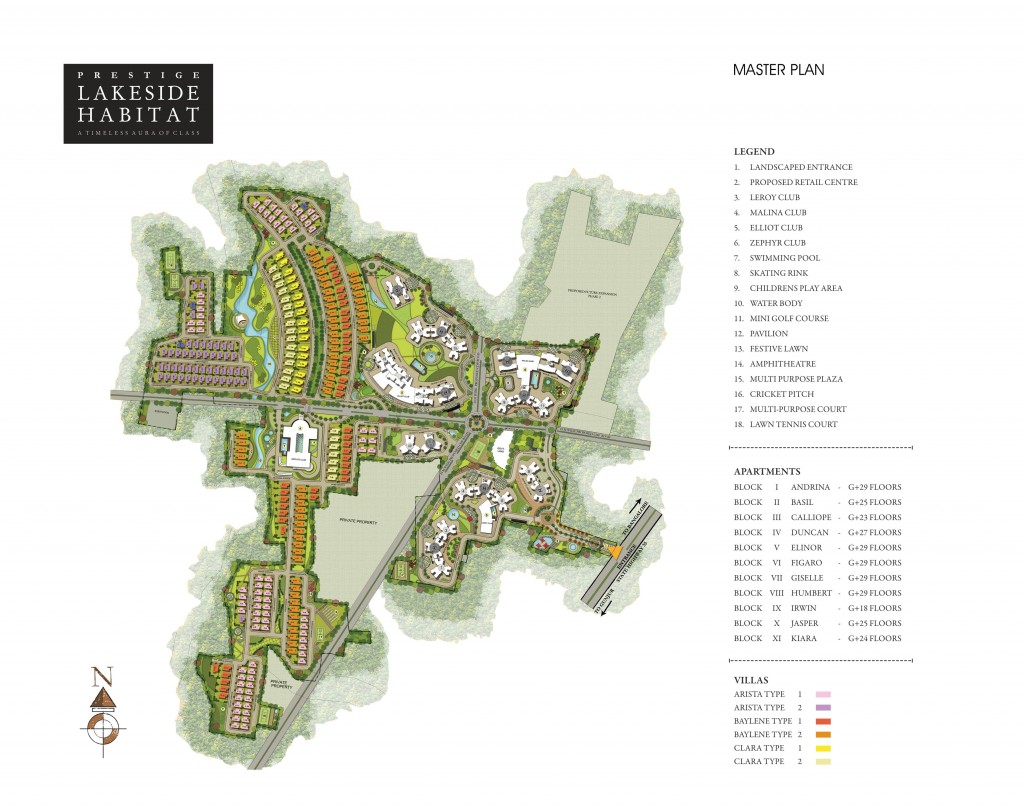 PRESTIGE
LAKESIDE
HABITAT
A TIMELESS AURA OF CLASS
MASTER PLAN
LEGEND
1. LANDSCAPED ENTRANCE
2. PROPOSED RETAIL CENTRE
3. LEROY CLUB
4. MALINA CLUB
5. ELLIOT CLUB
6. ZEPHYR CLUB
7. SWIMMING POOL
8. SKATING RINK
9. CHILDRENS PLAY AREA
10. WATER BODY
11. MINI GOLF COURSE
12. PAVILION
13. FESTIVE LAWN
14. AMPHITHEATRE
15. MULTI PURPOSE PLAZA
16. CRICKET PITCH
17. MULTI-PURPOSE COURT
18. LAWN TENNIS COURT
APARTMENTS
BLOCK I ANDRINA - G+29 FLOORS
BLOCK II BASIL - G+25 FLOORS
BLOCK III CALLIOPE - G+23 FLOORS
BLOCK IV DUNCAN - G+27 FLOORS
BLOCK V ELINOR - G+29 FLOORS
BLOCK VI FIGARO - G+29 FLOORS
BLOCK VII GISELLE - G+29 FLOORS
BLOCK VIII HUMBERT - G+29 FLOORS
BLOCK IX IRWIN - G+18 FLOORS
BLOCK X JASPER - G+25 FLOORS
BLOCK XI KIARA - G+24 FLOORS
VILLAS
ARISTA TYPE 1
ARISTA TYPE 2
BAYLENE TYPE 1
BAYLENE TYPE 2
CLARA TYPE 1
CLARA TYPE 2
PRIVATE PROPERTY
TO BANGALORE
ENTRANCE
STATE HIGHWAY 35
TO GUNJUR
PRIVATE
PROPERTY
N